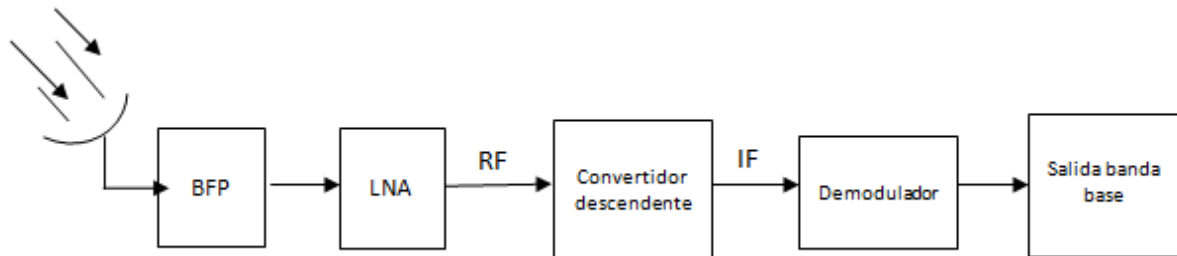 BFP
LNA
RF
Convertidor
descendente
IF
Demodulador
Salida banda
base